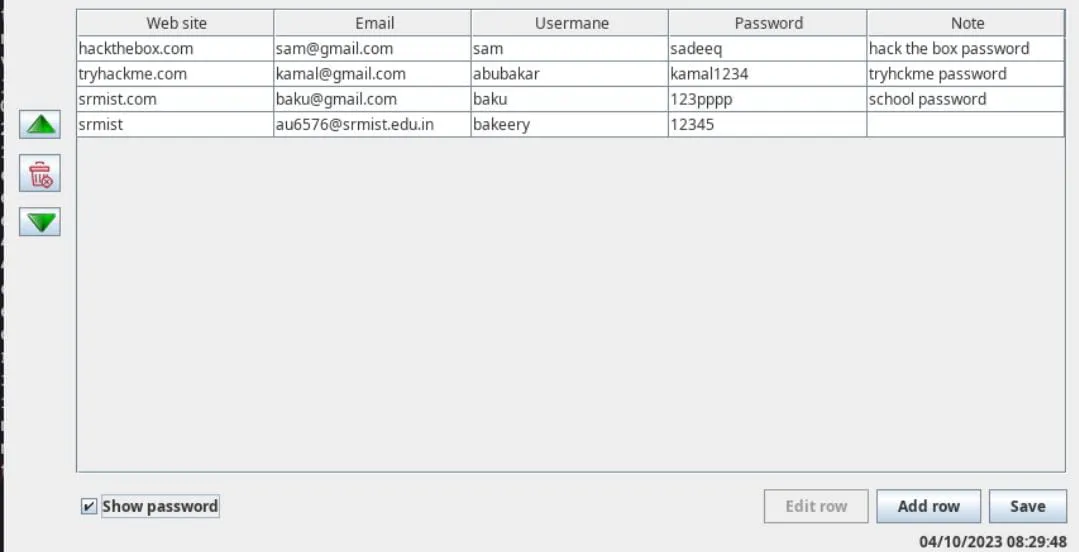 Web site Email Usermane Password Note
hackthebox.com sam@gmail.com sam sadeeq hack the box password
tryhackme.com kamal@gmail.com abubakar kamal1234 tryhckme password
srmist.com baku@gmail.com baku 123pppp school password
srmist au6576@srmist.edu.in bakeery 12345
Show password Edit row Add row Save
04/10/2023 08:29:48